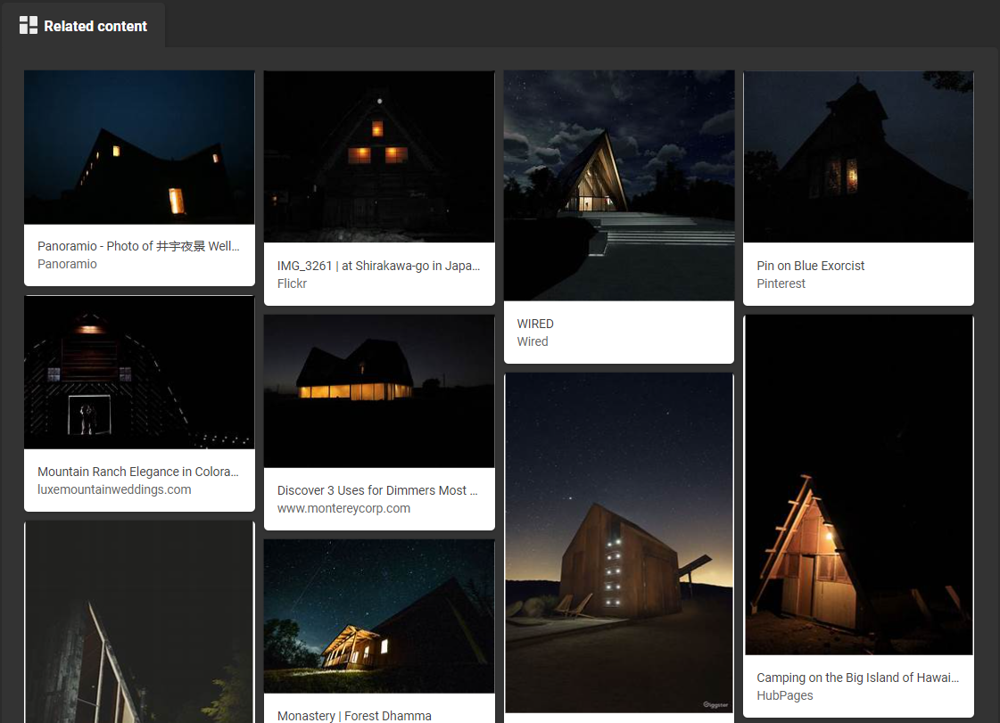 Related content
Panoramio - Photo of 井宇夜景 Well...
Panoramio
IMG_3261 | at Shirakawa-go in Japa...
Flickr
WIRED
Wired
Pin on Blue Exorcist
Pinterest
Mountain Ranch Elegance in Colora...
luxemountainweddings.com
Discover 3 Uses for Dimmers Most ...
www.montereycorp.com
Giggster
Camping on the Big Island of Hawai...
HubPages
Monastery | Forest Dhamma